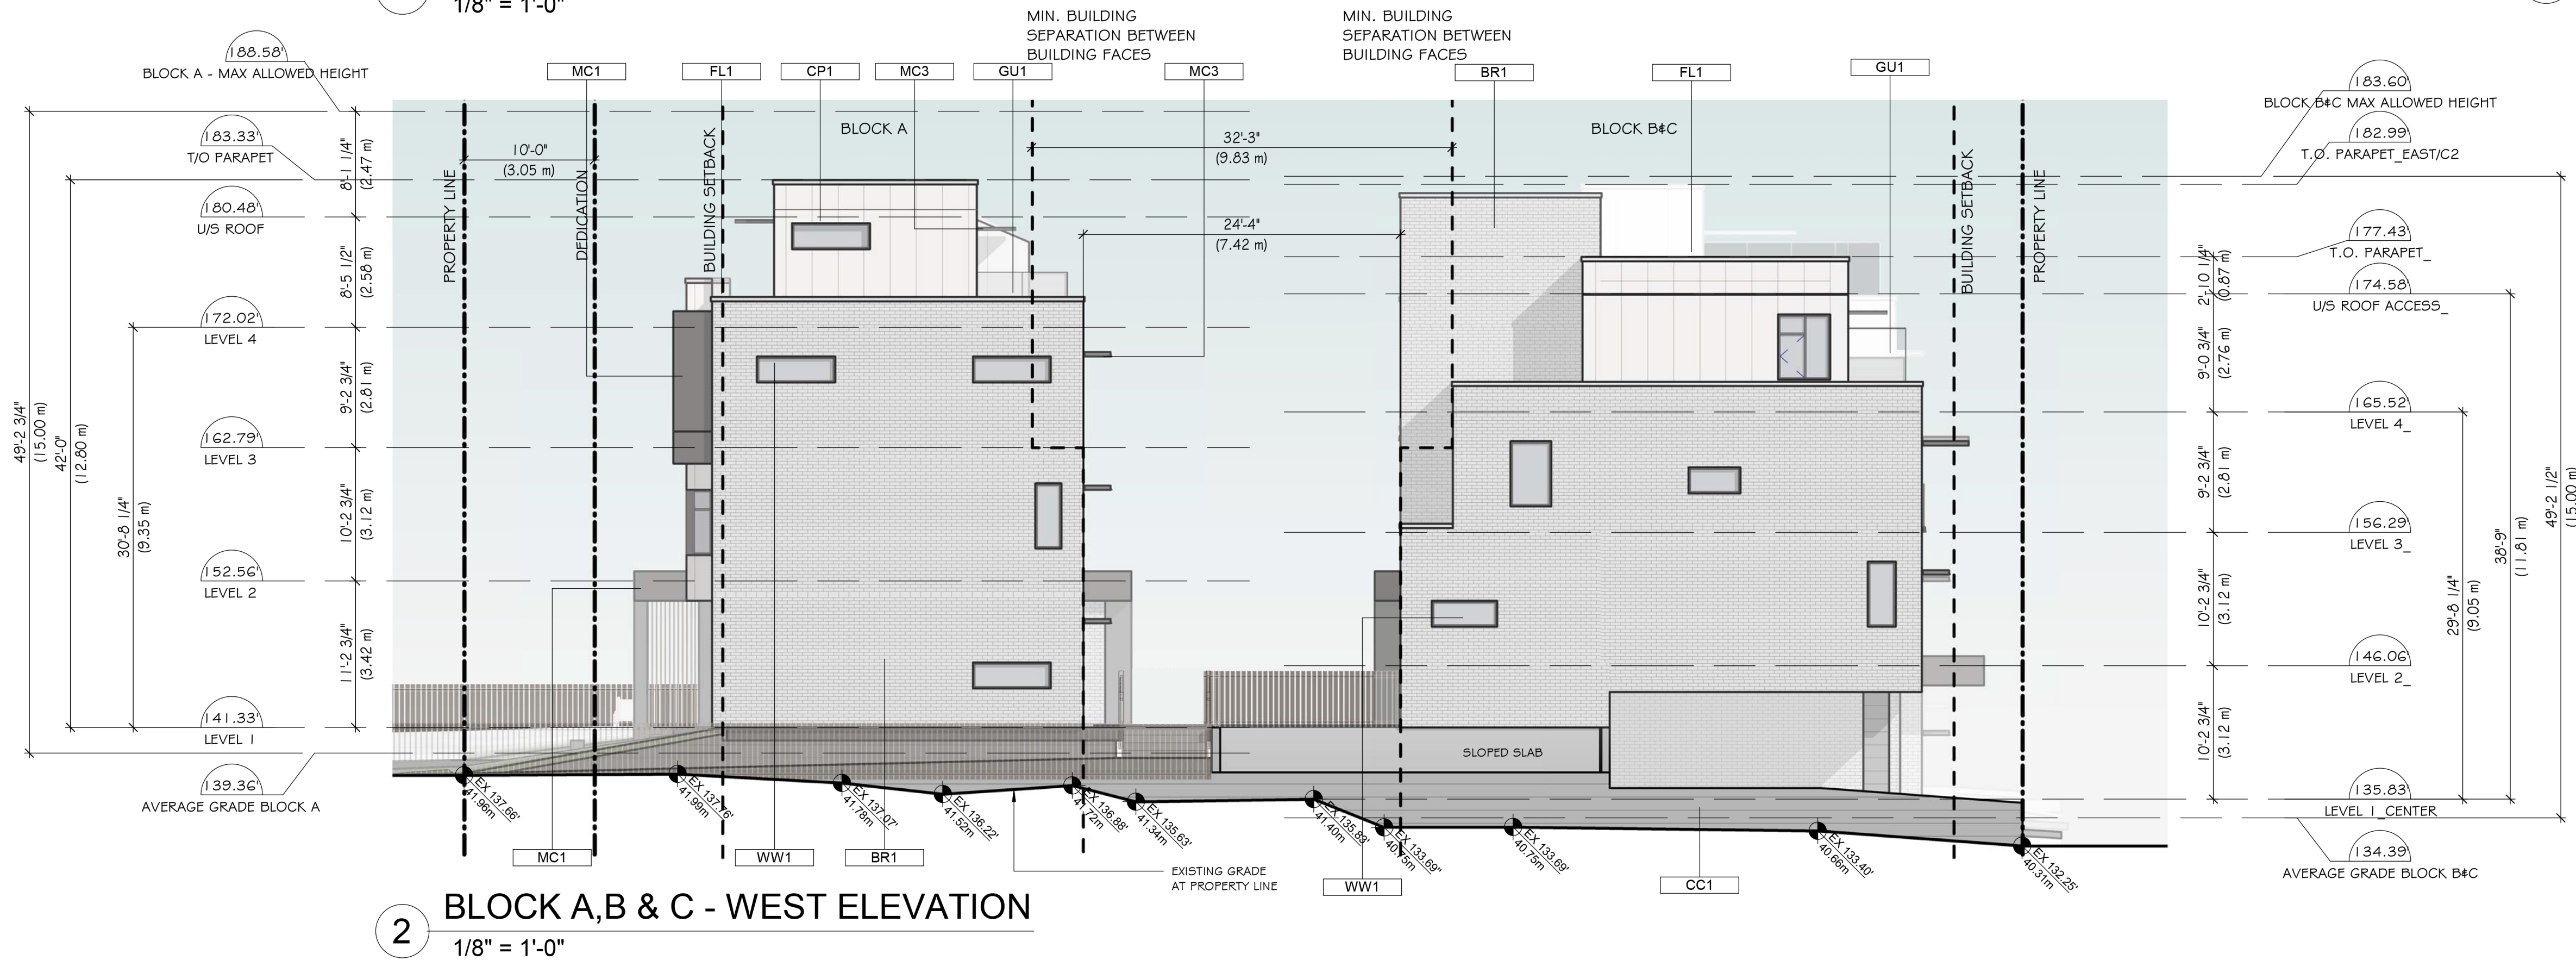 1/8" = 1'-0"
MIN. BUILDING
SEPARATION BETWEEN
BUILDING FACES
MIN. BUILDING
SEPARATION BETWEEN
BUILDING FACES
188.58'
BLOCK A - MAX ALLOWED HEIGHT
MC1
FL1
CP1
MC3
GU1
MC3
BR1
FL1
GU1
183.60'
BLOCK B&C MAX ALLOWED HEIGHT
183.33'
T/O PARAPET
182.99'
T.O. PARAPET_EAST/C2
180.48'
U/S ROOF
177.43'
T.O. PARAPET_
174.58'
U/S ROOF ACCESS_
172.02'
LEVEL 4
165.52'
LEVEL 4_
162.79'
LEVEL 3
156.29'
LEVEL 3_
152.56'
LEVEL 2
146.06'
LEVEL 2_
141.33'
LEVEL 1
135.83'
LEVEL 1_CENTER
139.36'
AVERAGE GRADE BLOCK A
134.39'
AVERAGE GRADE BLOCK B&C
49'-2 3/4"
(15.00 m)
42'-0"
(12.80 m)
30'-8 1/4"
(9.35 m)
8'-1 1/4"
(2.47 m)
8'-5 1/2"
(2.58 m)
9'-2 3/4"
(2.81 m)
10'-2 3/4"
(3.12 m)
11'-2 3/4"
(3.42 m)
PROPERTY LINE
10'-0"
(3.05 m)
DEDICATION
BUILDING SETBACK
BLOCK A
32'-3"
(9.83 m)
24'-4"
(7.42 m)
BLOCK B&C
BUILDING SETBACK
PROPERTY LINE
2'-10 1/4"
(0.87 m)
9'-0 3/4"
(2.76 m)
9'-2 3/4"
(2.81 m)
10'-2 3/4"
(3.12 m)
10'-2 3/4"
(3.12 m)
29'-8 1/4"
(9.05 m)
38'-9"
(11.81 m)
49'-2 1/2"
(15.00 m)
SLOPED SLAB
EX 137.66'
41.96m
EX 137.76'
41.99m
EX 137.07'
41.78m
EX 136.22'
41.52m
EX 136.88'
41.72m
EX 135.63'
41.34m
EX 135.83'
41.40m
EX 133.69'
40.75m
EX 133.69'
40.75m
EX 133.40'
40.66m
EX 132.25'
40.31m
MC1
WW1
BR1
EXISTING GRADE
AT PROPERTY LINE
WW1
CC1
2
BLOCK A,B & C - WEST ELEVATION
1/8" = 1'-0"